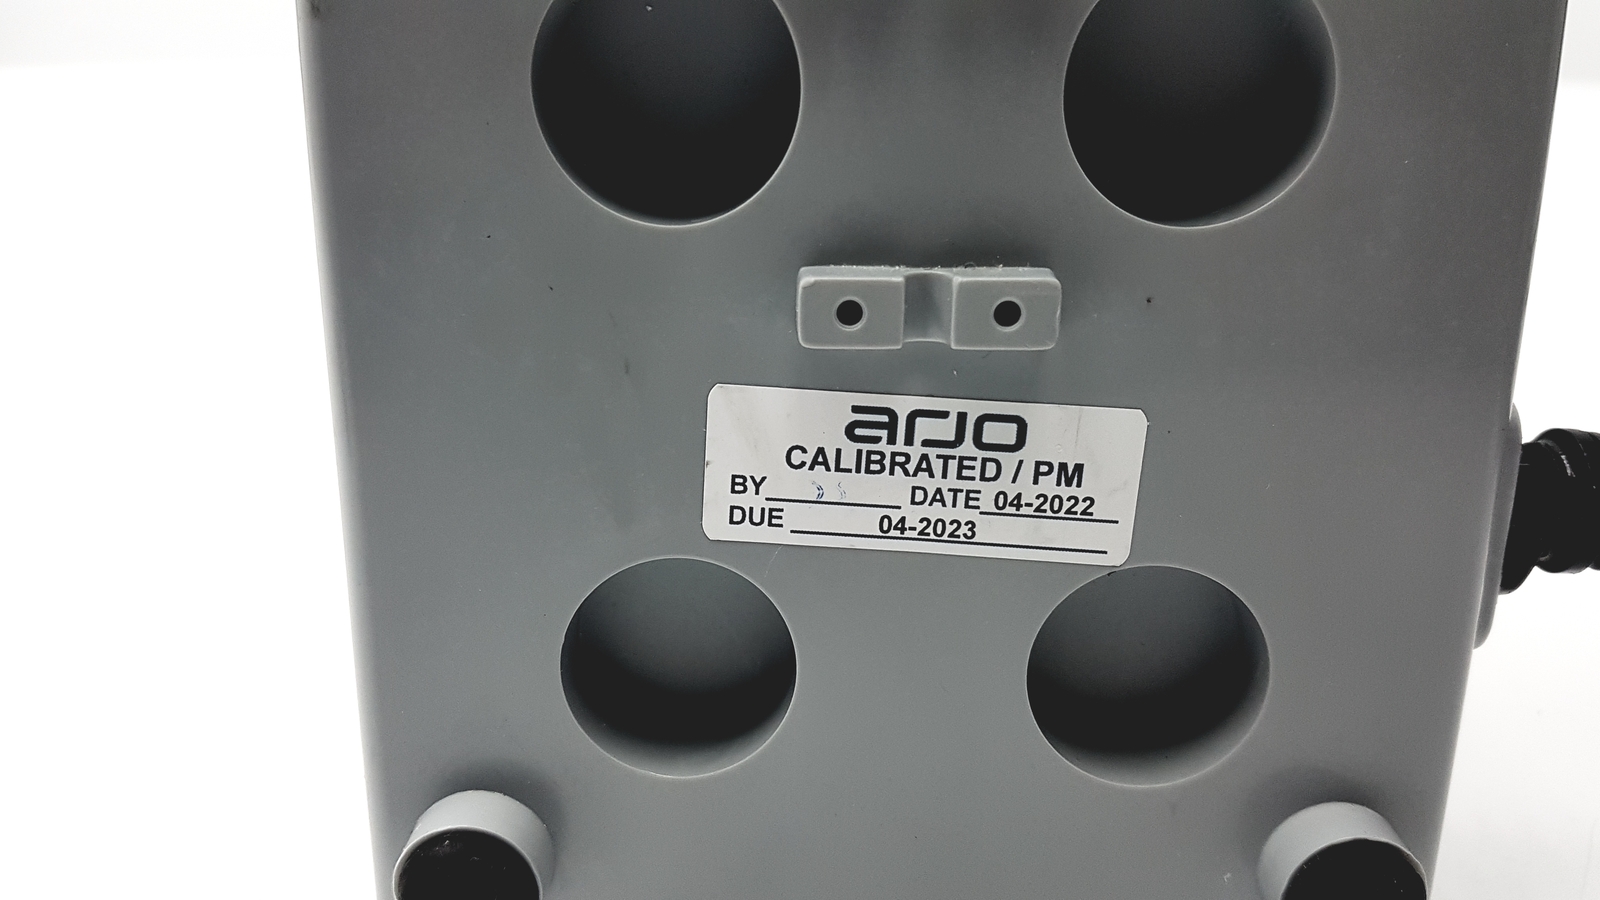 arjo
CALIBRATED / PM
BY DATE 04-2022
DUE 04-2023